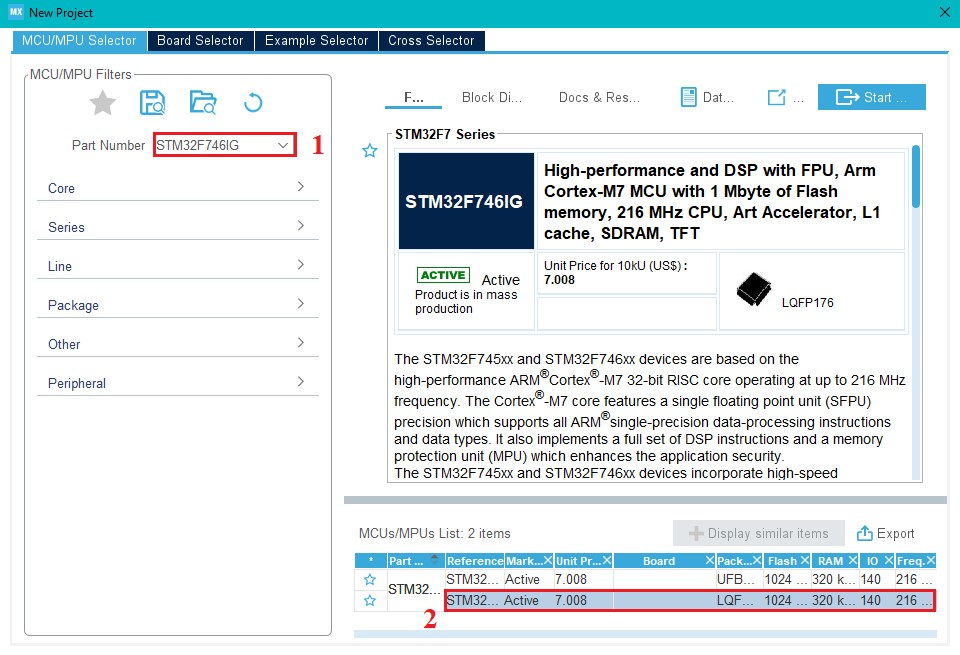 MX New Project
MCU/MPU Selector Board Selector Example Selector Cross Selector
MCU/MPU Filters
Part Number STM32F746IG 1
Core
Series
Line
Package
Other
Peripheral
F... Block Di... Docs & Res... Dat... ... Start ...
STM32F7 Series
STM32F746IG
High-performance and DSP with FPU, Arm
Cortex-M7 MCU with 1 Mbyte of Flash
memory, 216 MHz CPU, Art Accelerator, L1
cache, SDRAM, TFT
ACTIVE Active
Product is in mass
production
Unit Price for 10kU (US$) :
7.008
LQFP176
The STM32F745xx and STM32F746xx devices are based on the
high-performance ARM®Cortex®-M7 32-bit RISC core operating at up to 216 MHz
frequency. The Cortex®-M7 core features a single floating point unit (SFPU)
precision which supports all ARM®single-precision data-processing instructions
and data types. It also implements a full set of DSP instructions and a memory
protection unit (MPU) which enhances the application security.
The STM32F745xx and STM32F746xx devices incorporate high-speed
MCUs/MPUs List: 2 items Display similar items Export
* Part ... Reference Mark... Unit Pr... Board Pack... Flash RAM IO Freq.
STM32...
STM32... Active 7.008 UFB... 1024 ... 320 k... 140 216 ...
STM32... Active 7.008 LQF... 1024 ... 320 k... 140 216 ...
2